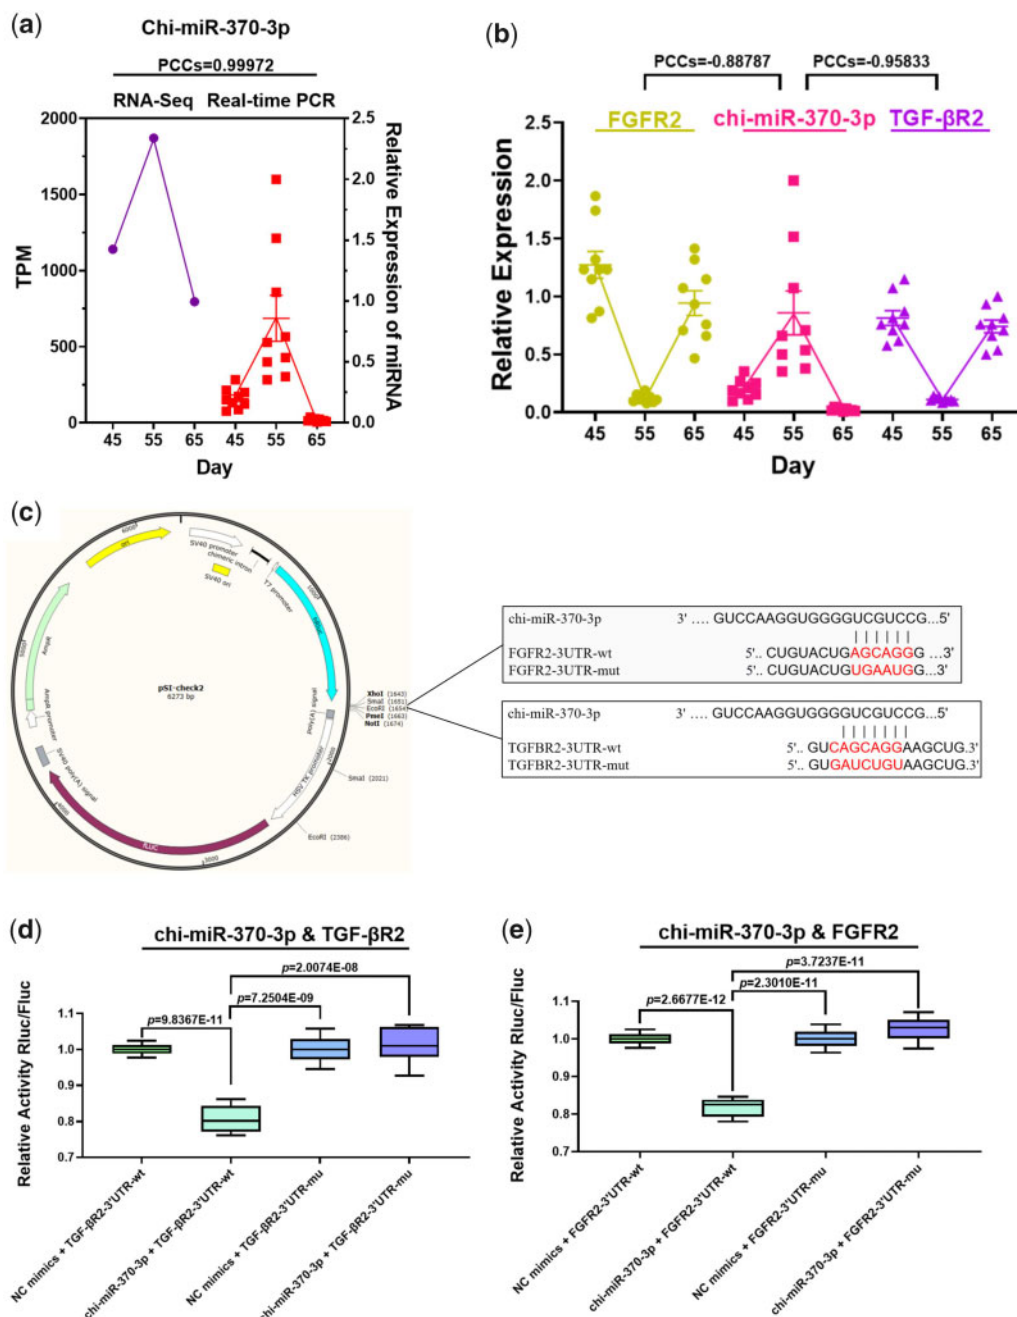 (a)
Chi-miR-370-3p
PCCs=0.99972
RNA-Seq Real-time PCR
TPM
2000
1500
1000
500
0
Relative Expression of miRNA
2.5
2.0
1.5
1.0
0.5
0.0
45 55 65 45 55 65
Day
(b)
PCCs=-0.88787 PCCs=-0.95833
FGFR2 chi-miR-370-3p TGF-βR2
Relative Expression
2.5
2.0
1.5
1.0
0.5
0.0
45 55 65 45 55 65 45 55 65
Day
(c)
SV40 promoter
chimeric intron
SV40 ori
T7 promoter
1000
poly(A) signal
2000
HSV TK promoter
3000
fLUC
4000
SV40 poly(A) signal
AmpR promoter
AmpR
5000
6000
ori
pSI-check2
6273 bp
XhoI (1643)
SmaI (1651)
EcoRI (1654)
PmeI (1663)
NotI (1674)
SmaI (2021)
EcoRI (2386)
chi-miR-370-3p 3' .... GUCCAAGGUGGGGUCGUCCG...5'
FGFR2-3UTR-wt 5'.. CUGUACUGAGCAGGG ...3'
FGFR2-3UTR-mut 5'.. CUGUACUGUGAAUGG...3'
chi-miR-370-3p 3' .... GUCCAAGGUGGGGUCGUCCG...5'
TGFBR2-3UTR-wt 5'.. GUCAGCAGGAAGCUG.3'
TGFBR2-3UTR-mut 5'.. GUGAUCUGUAAGCUG.3'
(d)
chi-miR-370-3p & TGF-βR2
p=2.0074E-08
p=7.2504E-09
p=9.8367E-11
Relative Activity Rluc/Fluc
1.1
1.0
0.9
0.8
0.7
NC mimics + TGF-βR2-3'UTR-wt
chi-miR-370-3p + TGF-βR2-3'UTR-wt
NC mimics + TGF-βR2-3'UTR-mu
chi-miR-370-3p + TGF-βR2-3'UTR-mu
(e)
chi-miR-370-3p & FGFR2
p=3.7237E-11
p=2.3010E-11
p=2.6677E-12
Relative Activity Rluc/Fluc
1.1
1.0
0.9
0.8
0.7
NC mimics + FGFR2-3'UTR-wt
chi-miR-370-3p + FGFR2-3'UTR-wt
NC mimics + FGFR2-3'UTR-mu
chi-miR-370-3p + FGFR2-3'UTR-mu